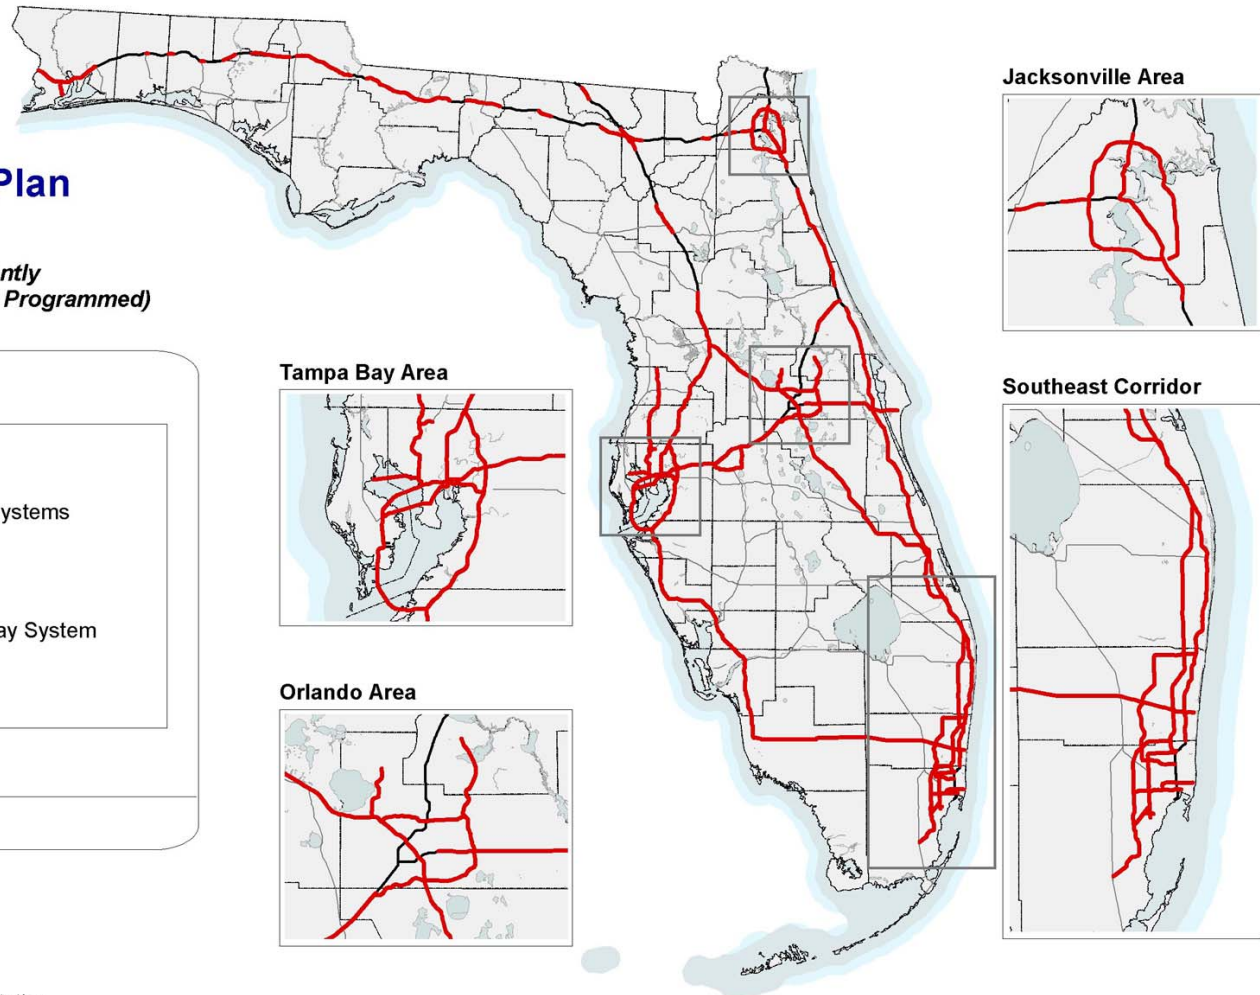 Plan
ntly
Programmed)
ystems
ay System
Tampa Bay Area
Orlando Area
Jacksonville Area
Southeast Corridor